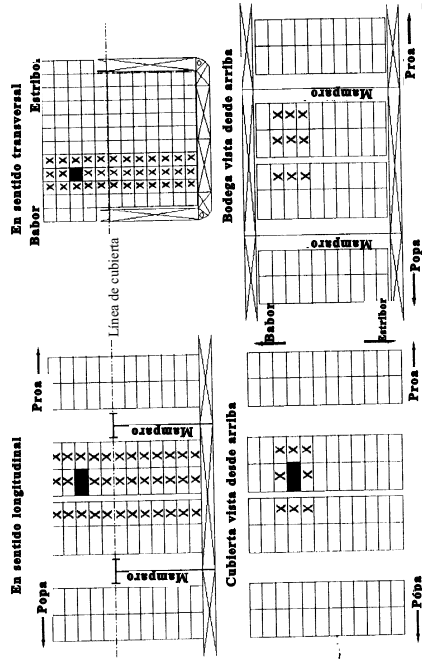 En sentido longitudinal
Popa
Proa
Mamparo
Mamparo
Línea de cubierta
En sentido transversal
Babor
Estribor
Cubierta vista desde arriba
Pópa
Proa
Babor
Estribor
Bodega vista desde arriba
Mamparo
Mamparo
Popa
Proa